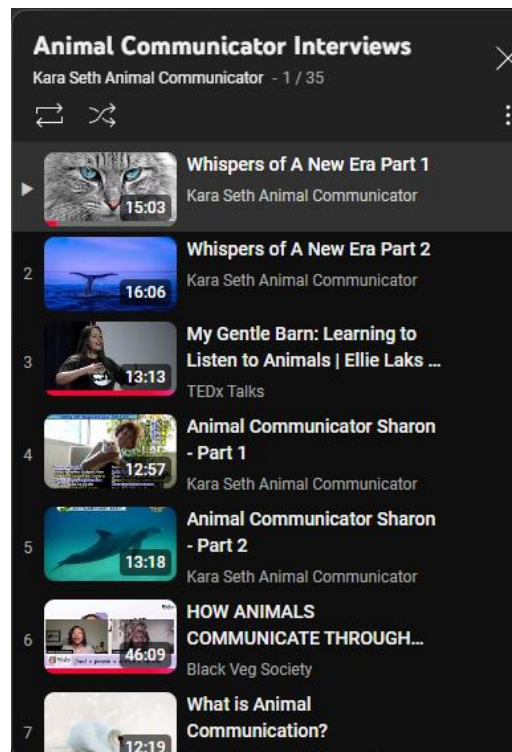 Animal Communicator Interviews
Kara Seth Animal Communicator - 1 / 35
15:03
Whispers of A New Era Part 1
Kara Seth Animal Communicator
2
16:06
Whispers of A New Era Part 2
Kara Seth Animal Communicator
3
13:13
My Gentle Barn: Learning to
Listen to Animals | Ellie Laks ...
TEDx Talks
4
12:57
Animal Communicator Sharon
- Part 1
Kara Seth Animal Communicator
5
13:18
Animal Communicator Sharon
- Part 2
Kara Seth Animal Communicator
6
46:09
HOW ANIMALS
COMMUNICATE THROUGH...
Black Veg Society
7
12:19
What is Animal
Communication?